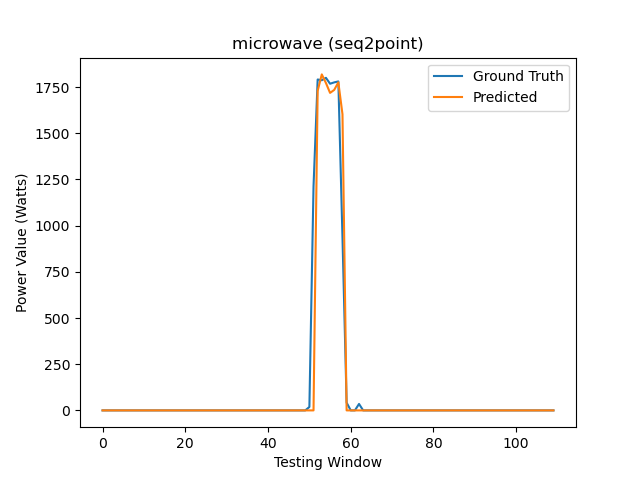 microwave (seq2point)
Ground Truth
Predicted
Power Value (Watts)
1750
1500
1250
1000
750
500
250
0
0 20 40 60 80 100
Testing Window